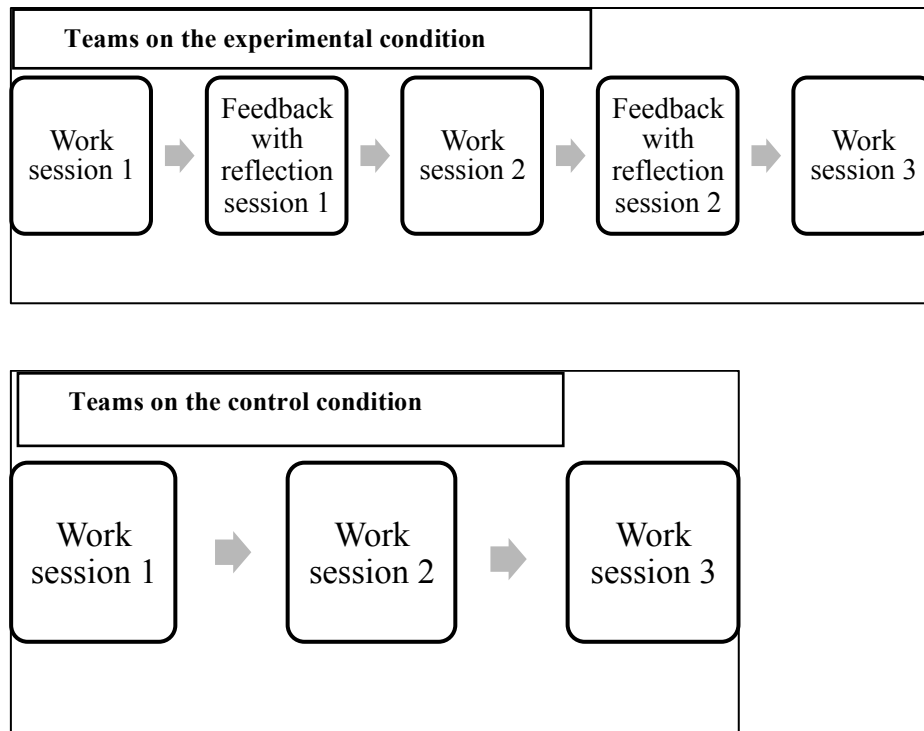 Teams on the experimental condition
Work
session 1
Feedback
with
reflection
session 1
Work
session 2
Feedback
with
reflection
session 2
Work
session 3
Teams on the control condition
Work
session 1
Work
session 2
Work
session 3